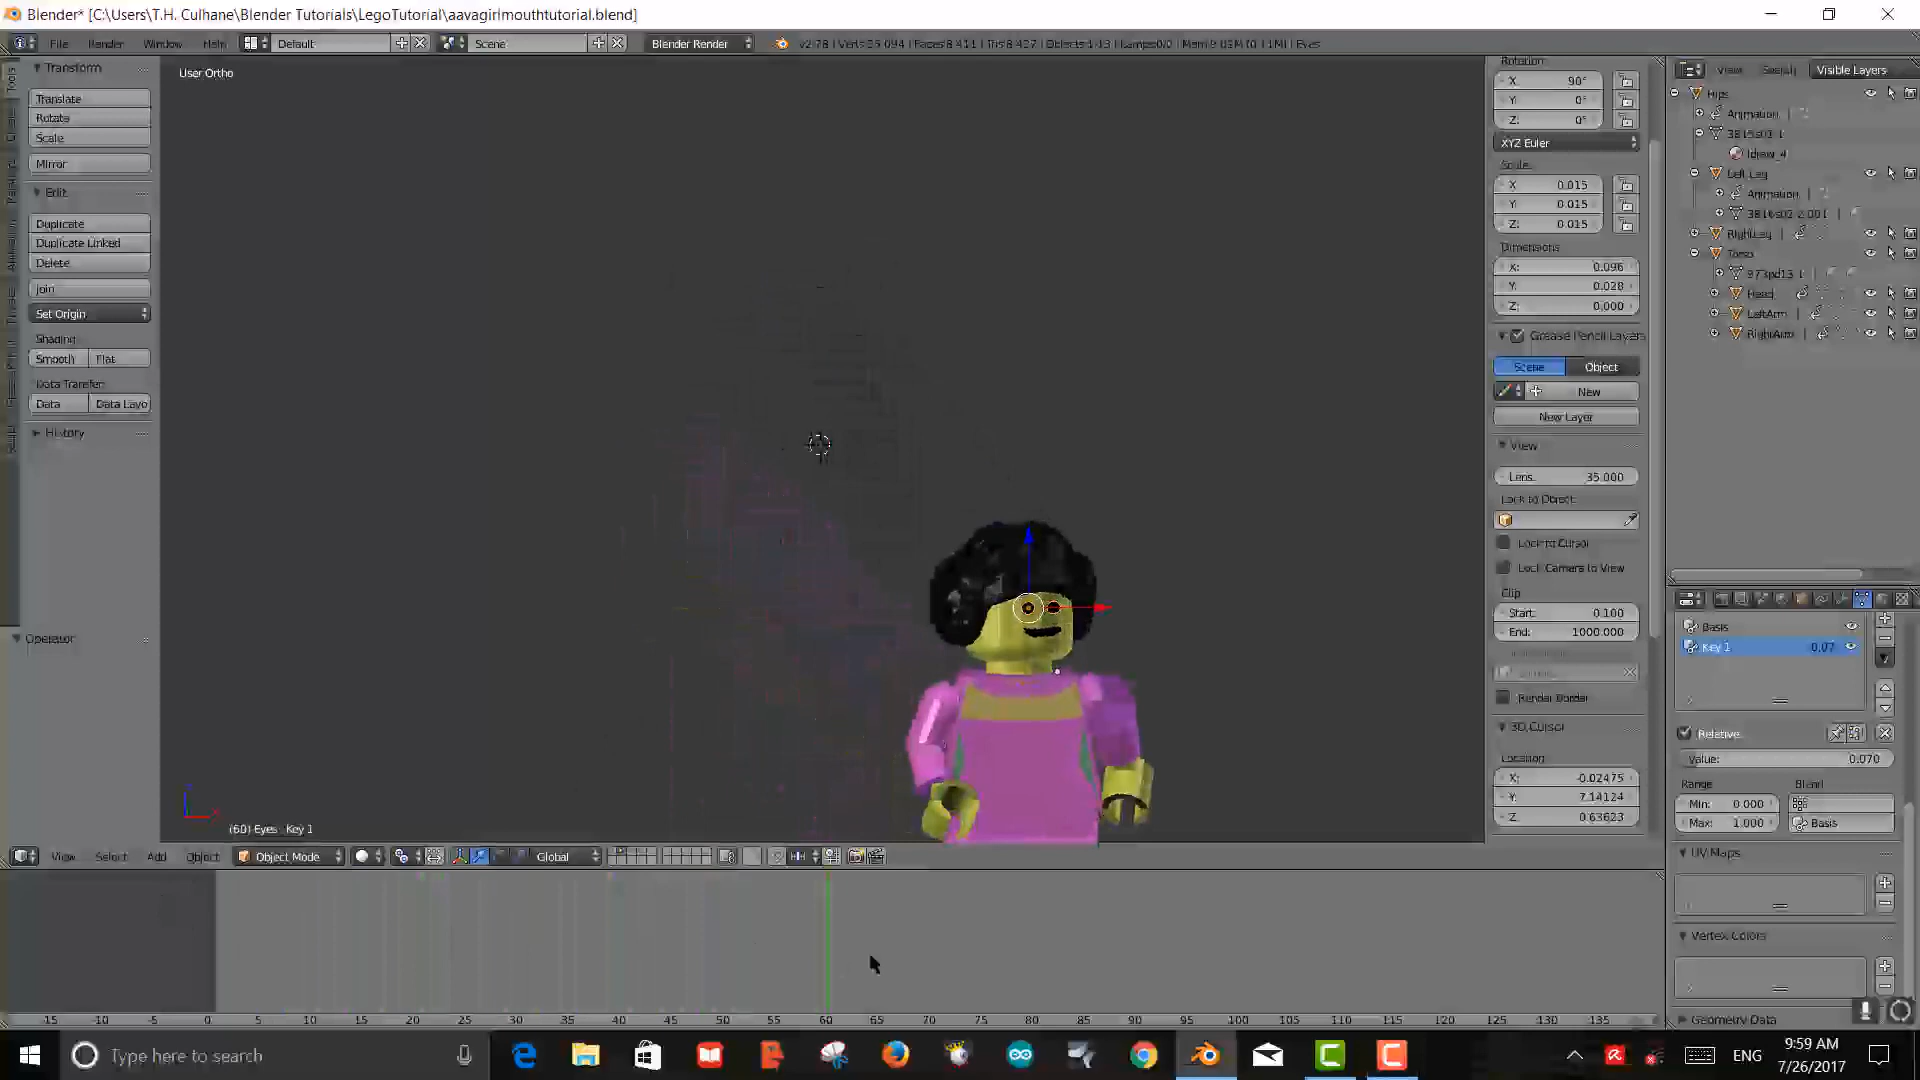 Blender* [C:\Users\T.H. Culhane\Blender Tutorials\LegoTutorial\aavagirlmouthtutorial.blend]
File Render Window Help Default Scene Blender Render v2.78 | Verts:35,094 | Faces:8,411 |
Transform
Translate
Rotate
Scale
Mirror
Edit
Duplicate
Duplicate Linked
Delete
Join
Set Origin
Shading:
Smooth Flat
Data Transfer:
Data Data Layo
History
Operator
User Ortho
(60) Eyes : Key 1
View Select Add Object Object Mode Global
Rotation:
X: 90°
Y: 0°
Z: 0°
XYZ Euler
Scale:
X: 0.015
Y: 0.015
Z: 0.015
Dimensions:
X: 0.096
Y: 0.028
Z: 0.000
Grease Pencil Layers
Scene Object
New
New Layer
View
Lens: 35.000
Lock to Object:
Lock to Cursor
Lock Camera to View
Clip:
Start: 0.100
End: 1000.000
Render Border
3D Cursor
Location:
X: -0.02475
Y: 7.14124
Z: 0.63623
View Search Visible Layers
Hips
Animation
ldraw_4
Left Leg
Animation
RightLeg
Torso
Head
LeftArm
RightArm
Basis
Key 1 0.07
Relative
Value: 0.070
Range: Blend:
Min: 0.000
Max: 1.000 Basis
UV Maps
Vertex Colors
Geometry Data
-15 -10 -5 0 5 10 15 20 25 30 35 40 45 50 55 60 65 70 75 80 85 90 95 100 105 110 115 120 125 130 135
Type here to search
ENG
9:59 AM
7/26/2017